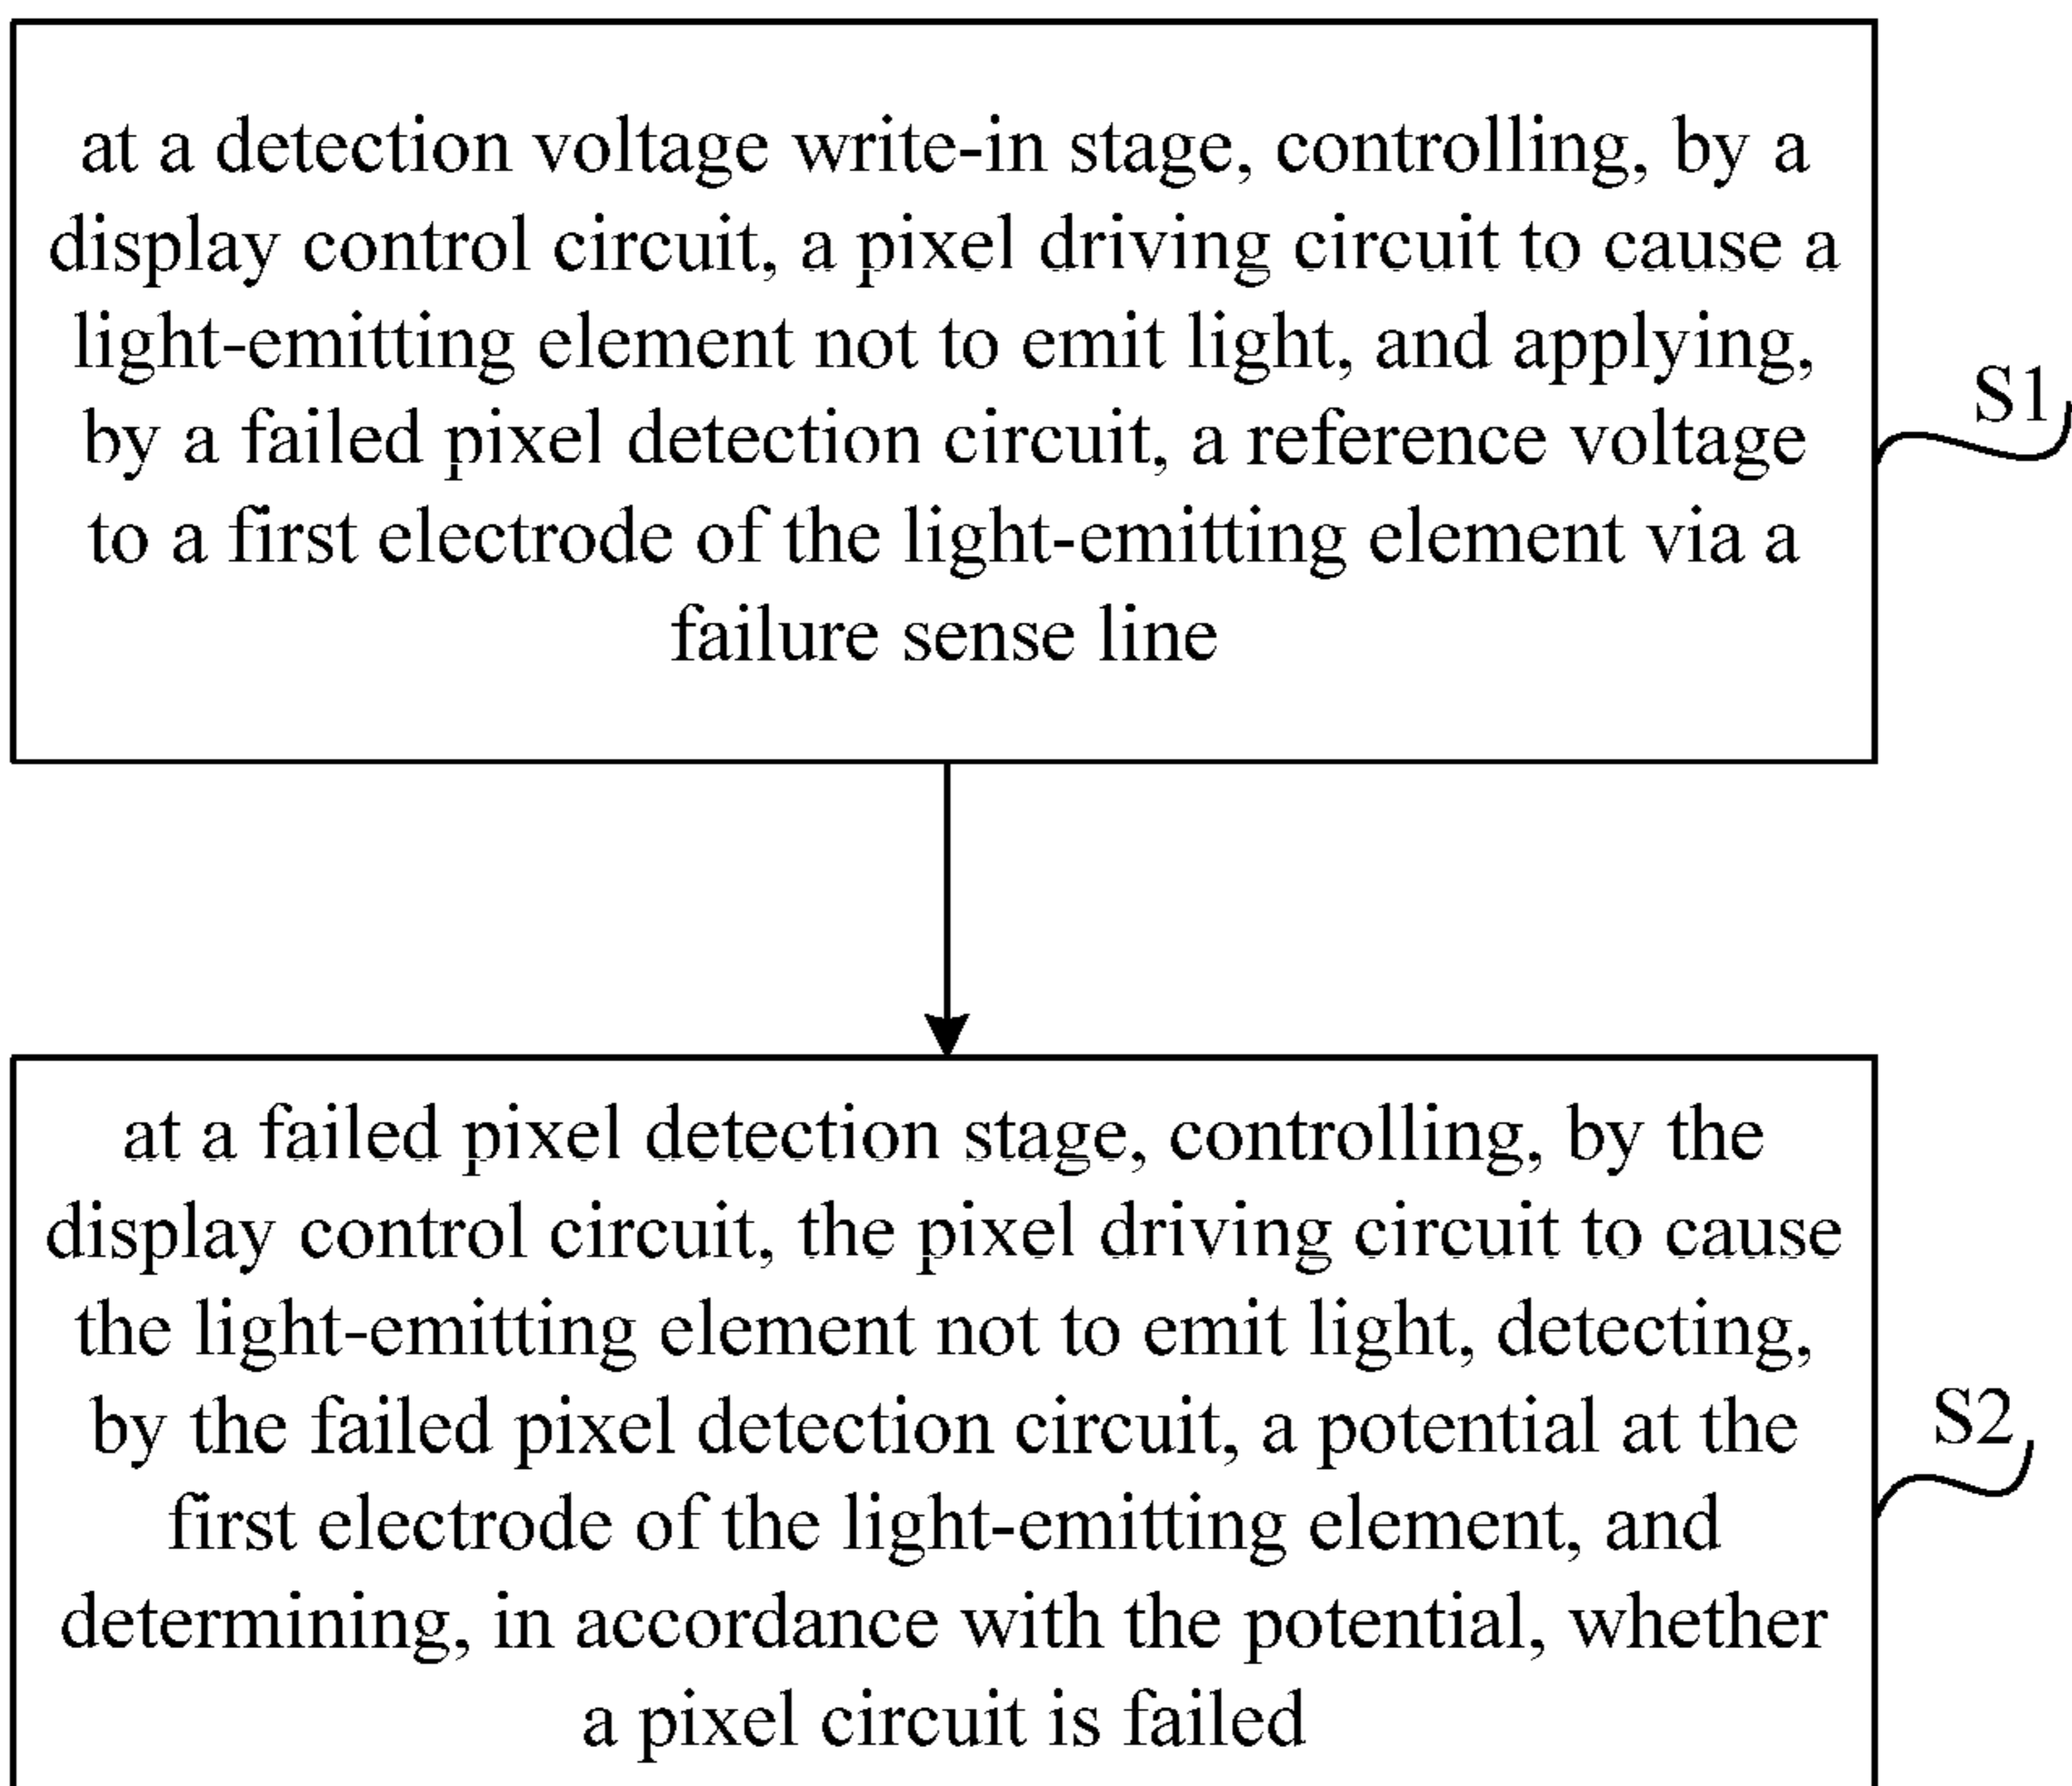 at a detection voltage write-in stage, controlling, by a
display control circuit, a pixel driving circuit to cause a
light-emitting element not to emit light, and applying,
by a failed pixel detection circuit, a reference voltage
to a first electrode of the light-emitting element via a
failure sense line
S1
at a failed pixel detection stage, controlling, by the
display control circuit, the pixel driving circuit to cause
the light-emitting element not to emit light, detecting,
by the failed pixel detection circuit, a potential at the
first electrode of the light-emitting element, and
determining, in accordance with the potential, whether
a pixel circuit is failed
S2